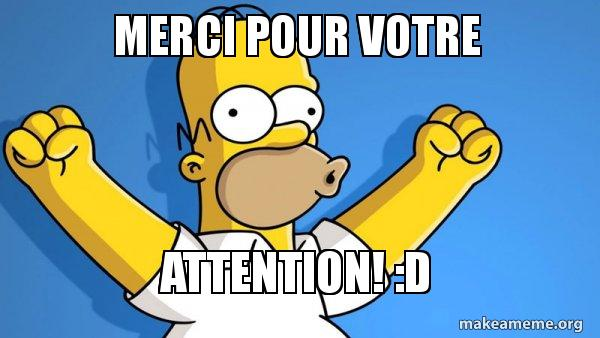 MERCI POUR VOTRE
ATTENTION! :D
makeameme.org